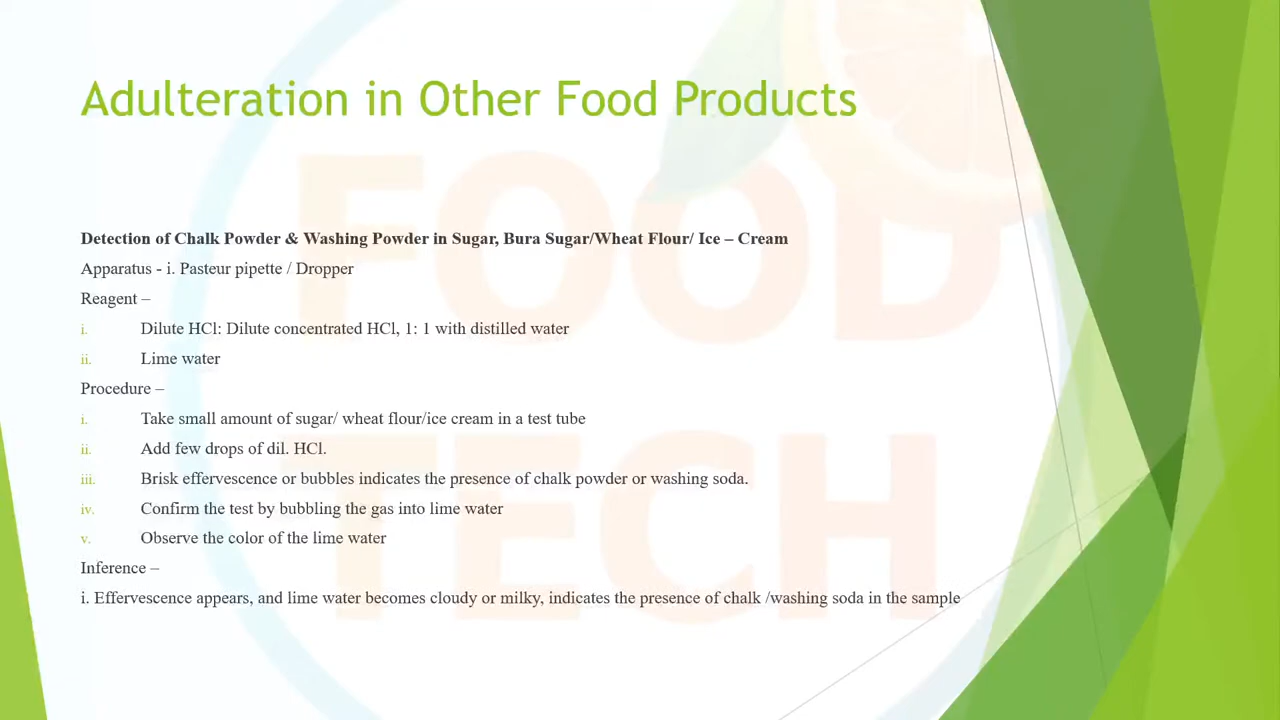 Adulteration in Other Food Products
FOOD
TECH
Detection of Chalk Powder & Washing Powder in Sugar, Bura Sugar/Wheat Flour/ Ice – Cream
Apparatus - i. Pasteur pipette / Dropper
Reagent –
i. Dilute HCl: Dilute concentrated HCl, 1: 1 with distilled water
ii. Lime water
Procedure –
i. Take small amount of sugar/ wheat flour/ice cream in a test tube
ii. Add few drops of dil. HCl.
iii. Brisk effervescence or bubbles indicates the presence of chalk powder or washing soda.
iv. Confirm the test by bubbling the gas into lime water
v. Observe the color of the lime water
Inference –
i. Effervescence appears, and lime water becomes cloudy or milky, indicates the presence of chalk /washing soda in the sample